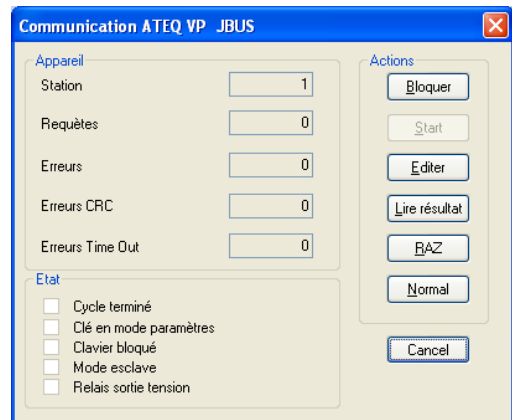 Communication ATEQ VP JBUS
Appareil
Station 1
Requètes 0
Erreurs 0
Erreurs CRC 0
Erreurs Time Out 0
Etat
Cycle terminé
Clé en mode paramètres
Clavier bloqué
Mode esclave
Relais sortie tension
Actions
Bloquer
Start
Editer
Lire résultat
RAZ
Normal
Cancel